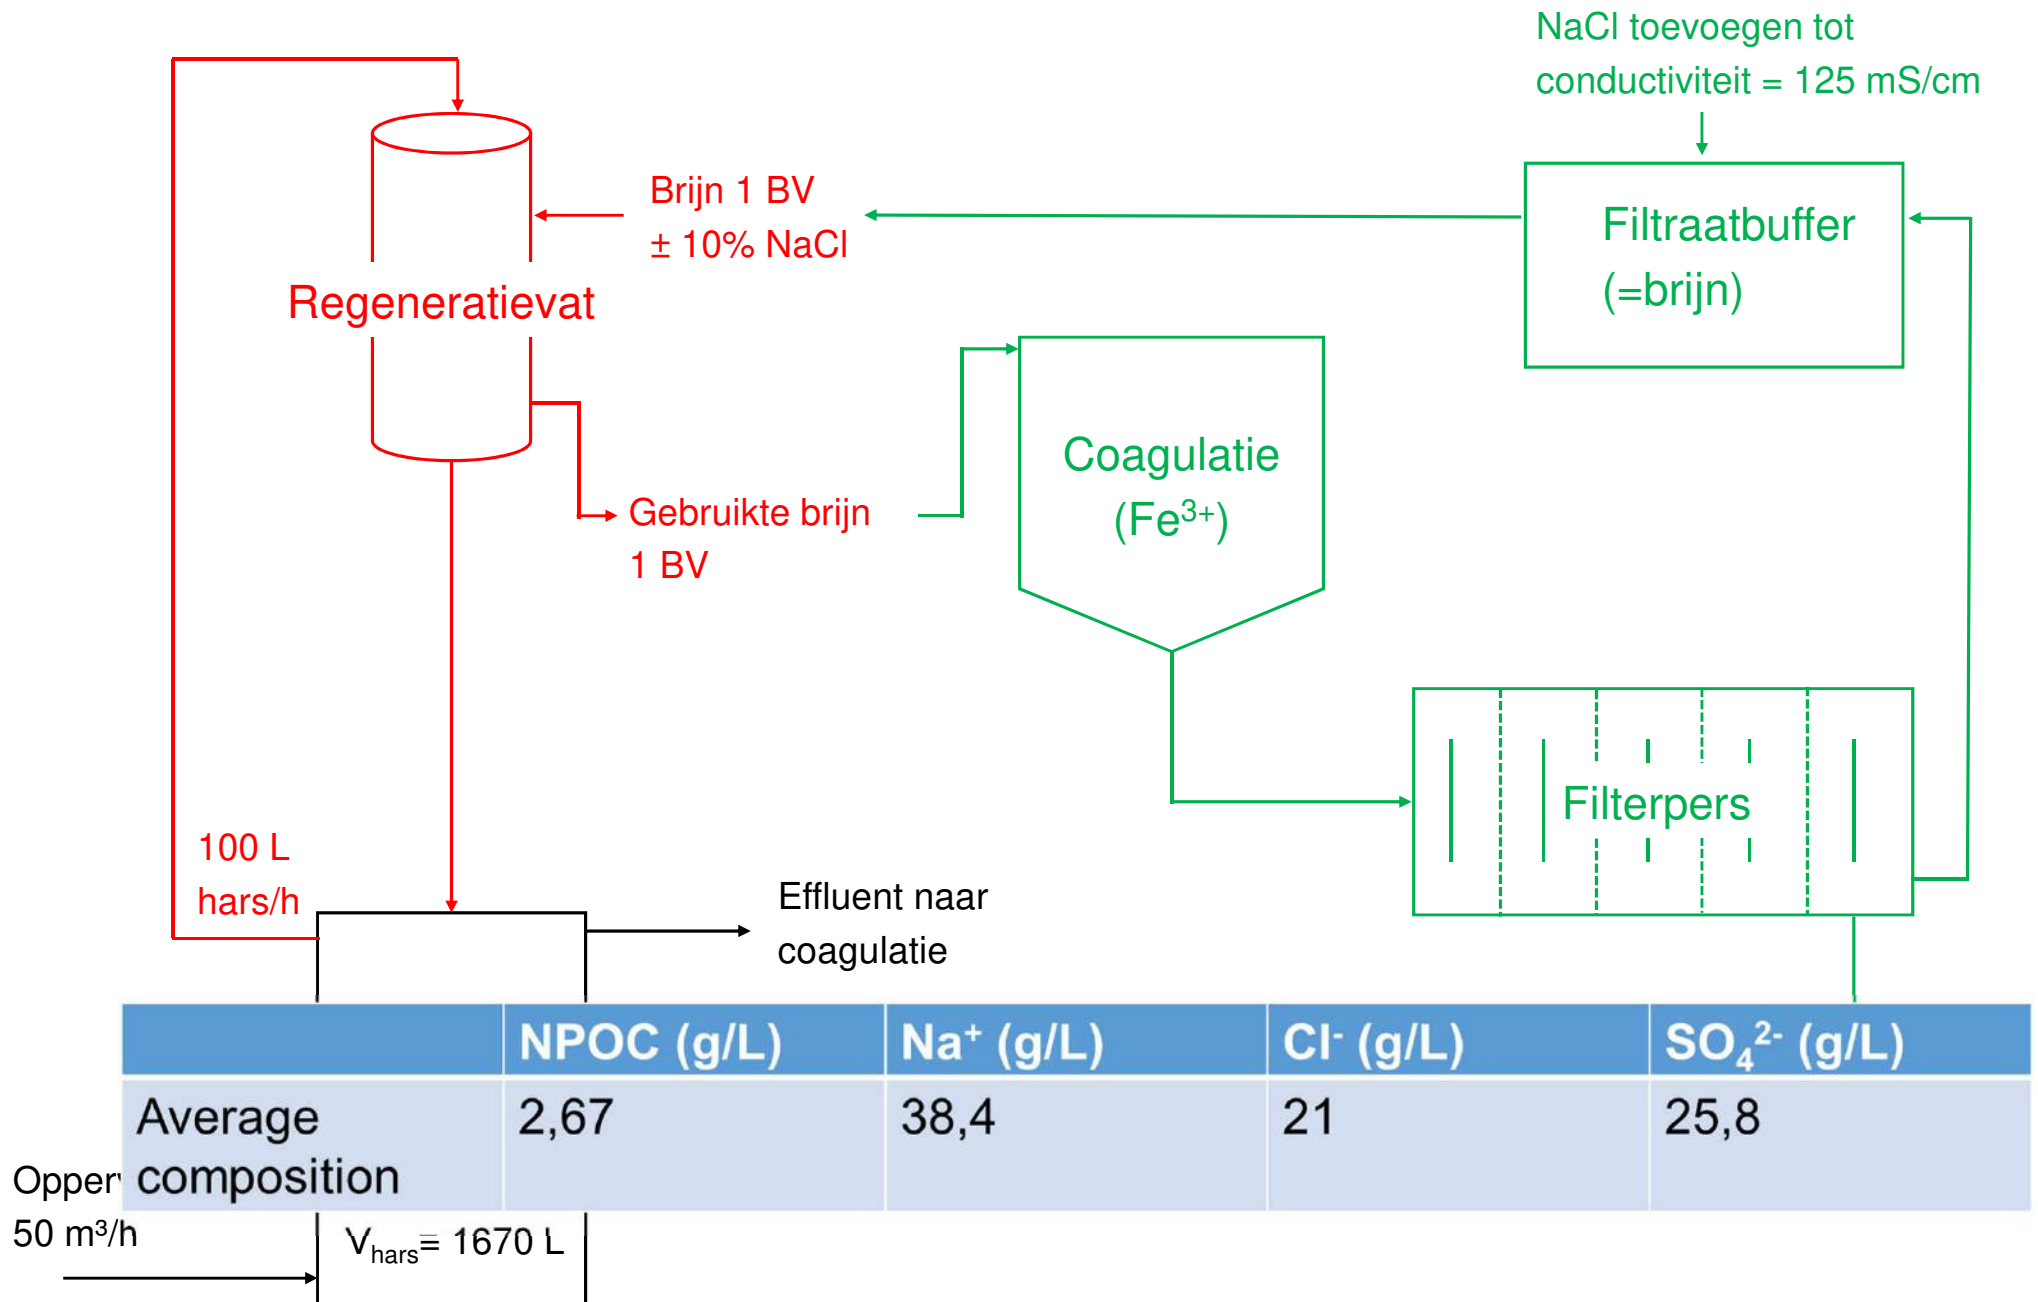 NaCl toevoegen tot
conductiviteit = 125 mS/cm
Brijn 1 BV
± 10% NaCl
Filtraatbuffer
(=brijn)
Regeneratievat
Coagulatie
(Fe³⁺)
Gebruikte brijn
1 BV
Filterpers
100 L
hars/h
Effluent naar
coagulatie
NPOC (g/L) Na⁺ (g/L) Cl⁻ (g/L) SO₄²⁻ (g/L)
Average 2,67 38,4 21 25,8
composition
50 m³/h
Vhars= 1670 L